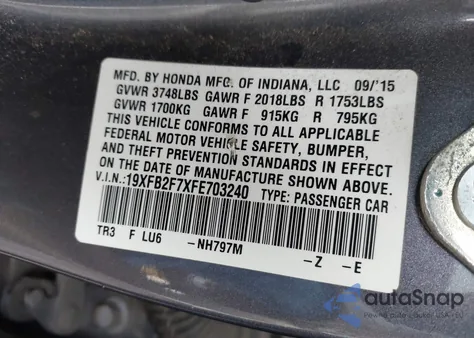 MFD. BY HONDA MFG. OF INDIANA, LLC 09/'15
GVWR 3748LBS GAWR F 2018LBS R 1753LBS
GVWR 1700KG GAWR F 915KG R 795KG
THIS VEHICLE CONFORMS TO ALL APPLICABLE
FEDERAL MOTOR VEHICLE SAFETY, BUMPER,
AND THEFT PREVENTION STANDARDS IN EFFECT
ON THE DATE OF MANUFACTURE SHOWN ABOVE.
V.I.N.:19XFB2F7XFE703240 TYPE: PASSENGER CAR
TR3 F LU6 -NH797M -Z -E
autoSnap